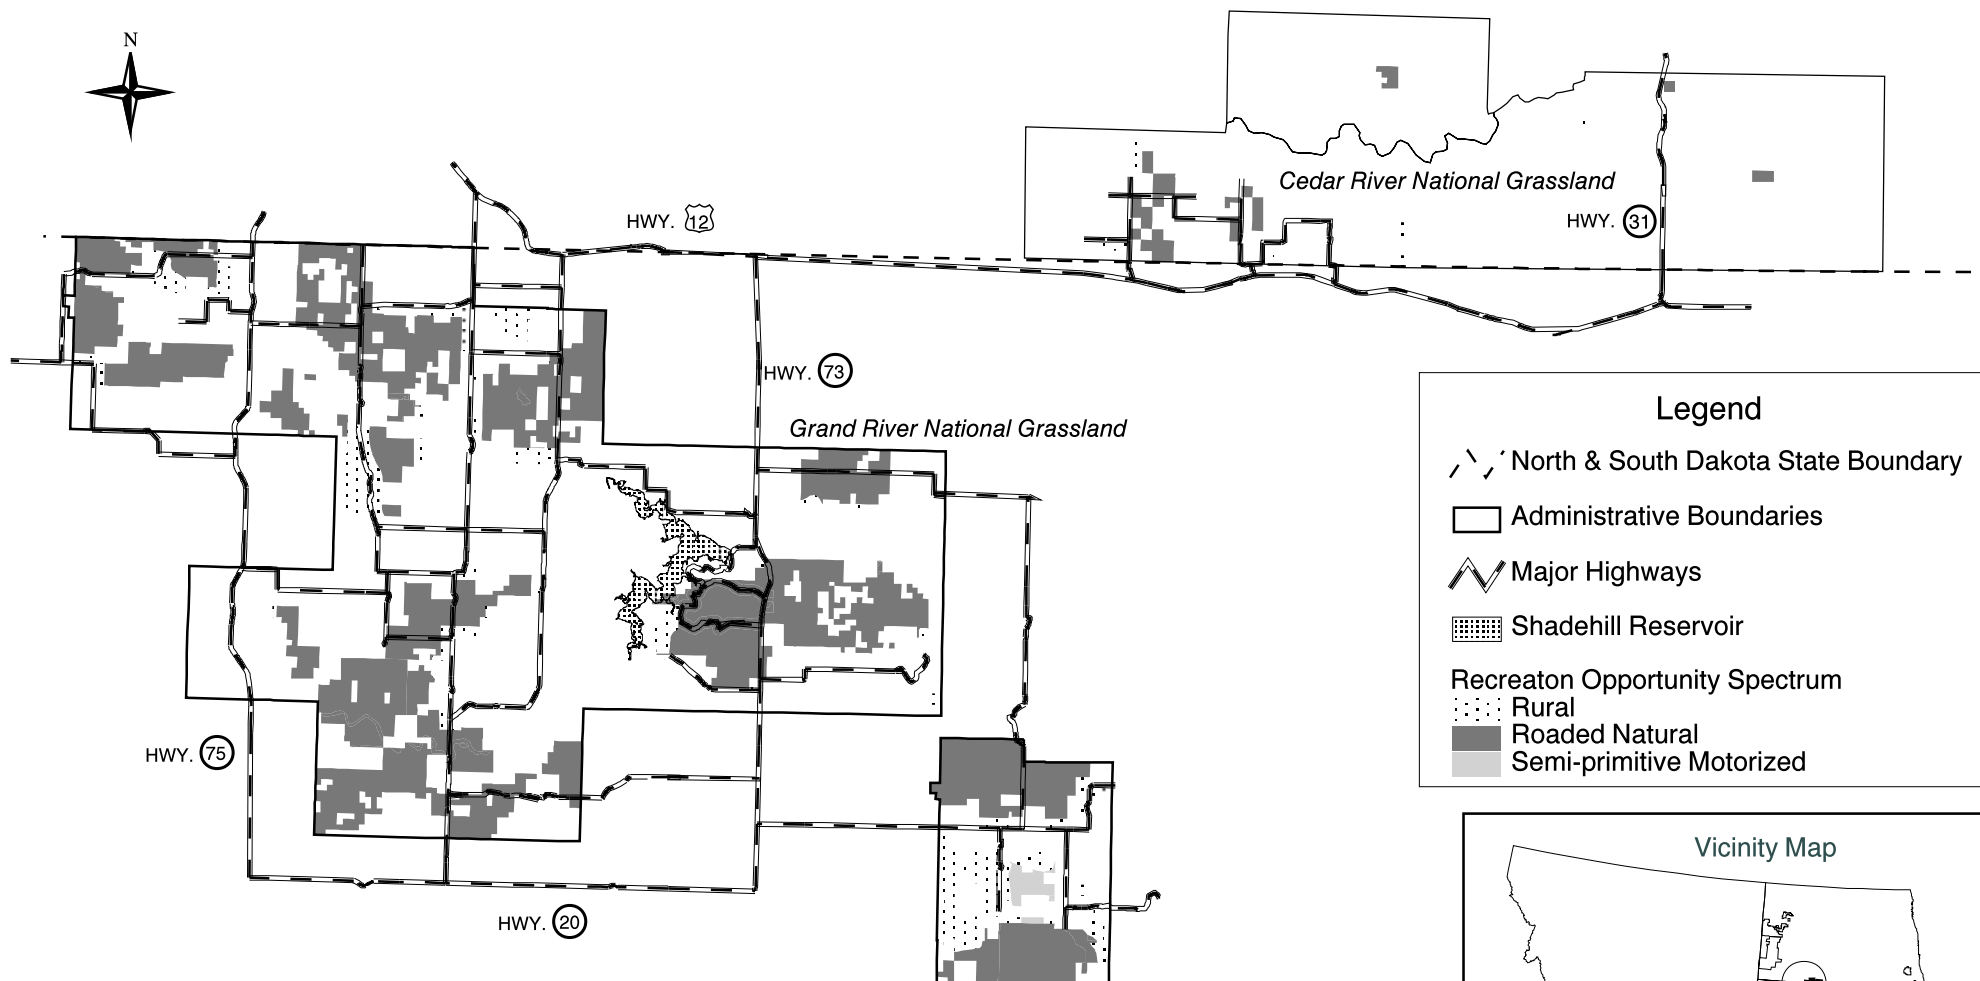 N
HWY. 12
Cedar River National Grassland
HWY. 31
HWY. 73
Grand River National Grassland
HWY. 75
HWY. 20
Legend
North & South Dakota State Boundary
Administrative Boundaries
Major Highways
Shadehill Reservoir
Recreaton Opportunity Spectrum
Rural
Roaded Natural
Semi-primitive Motorized
Vicinity Map